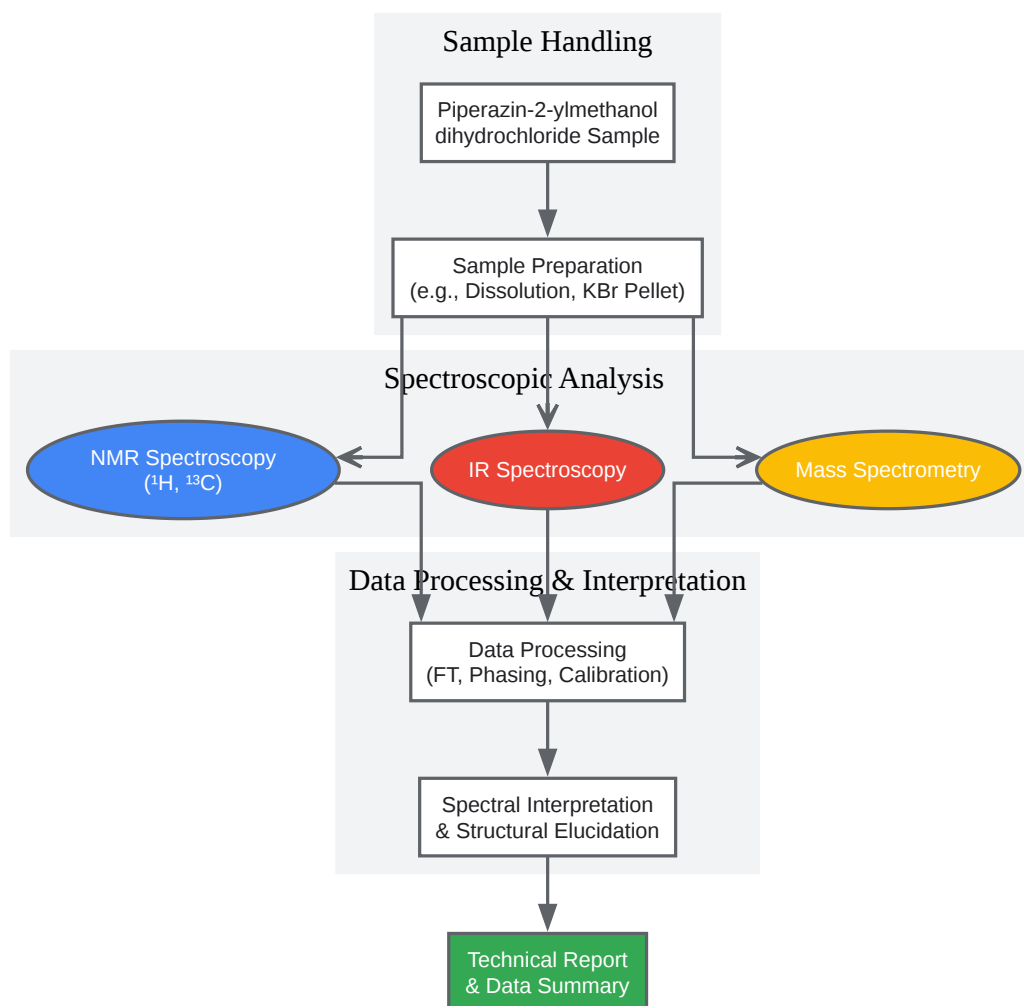 Sample Handling
Piperazin-2-ylmethanol
dihydrochloride Sample
Sample Preparation
(e.g., Dissolution, KBr Pellet)
Spectroscopic Analysis
NMR Spectroscopy
(¹H, ¹³C)
IR Spectroscopy
Mass Spectrometry
Data Processing & Interpretation
Data Processing
(FT, Phasing, Calibration)
Spectral Interpretation
& Structural Elucidation
Technical Report
& Data Summary